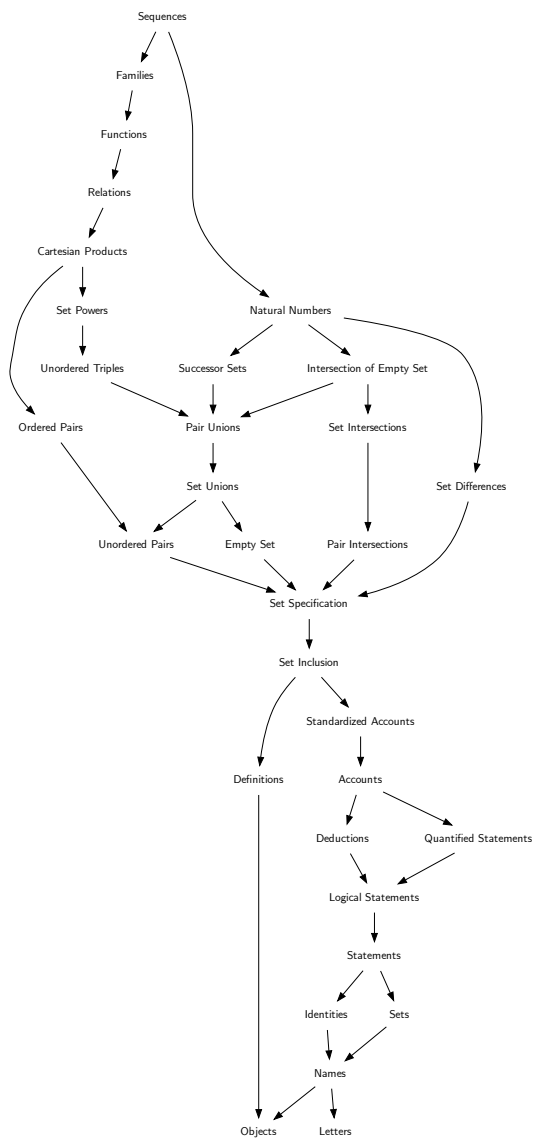 Sequences
Families
Functions
Relations
Cartesian Products
Set Powers
Natural Numbers
Unordered Triples
Successor Sets
Intersection of Empty Set
Ordered Pairs
Pair Unions
Set Intersections
Set Unions
Set Differences
Unordered Pairs
Empty Set
Pair Intersections
Set Specification
Set Inclusion
Standardized Accounts
Definitions
Accounts
Deductions
Quantified Statements
Logical Statements
Statements
Identities
Sets
Names
Objects
Letters